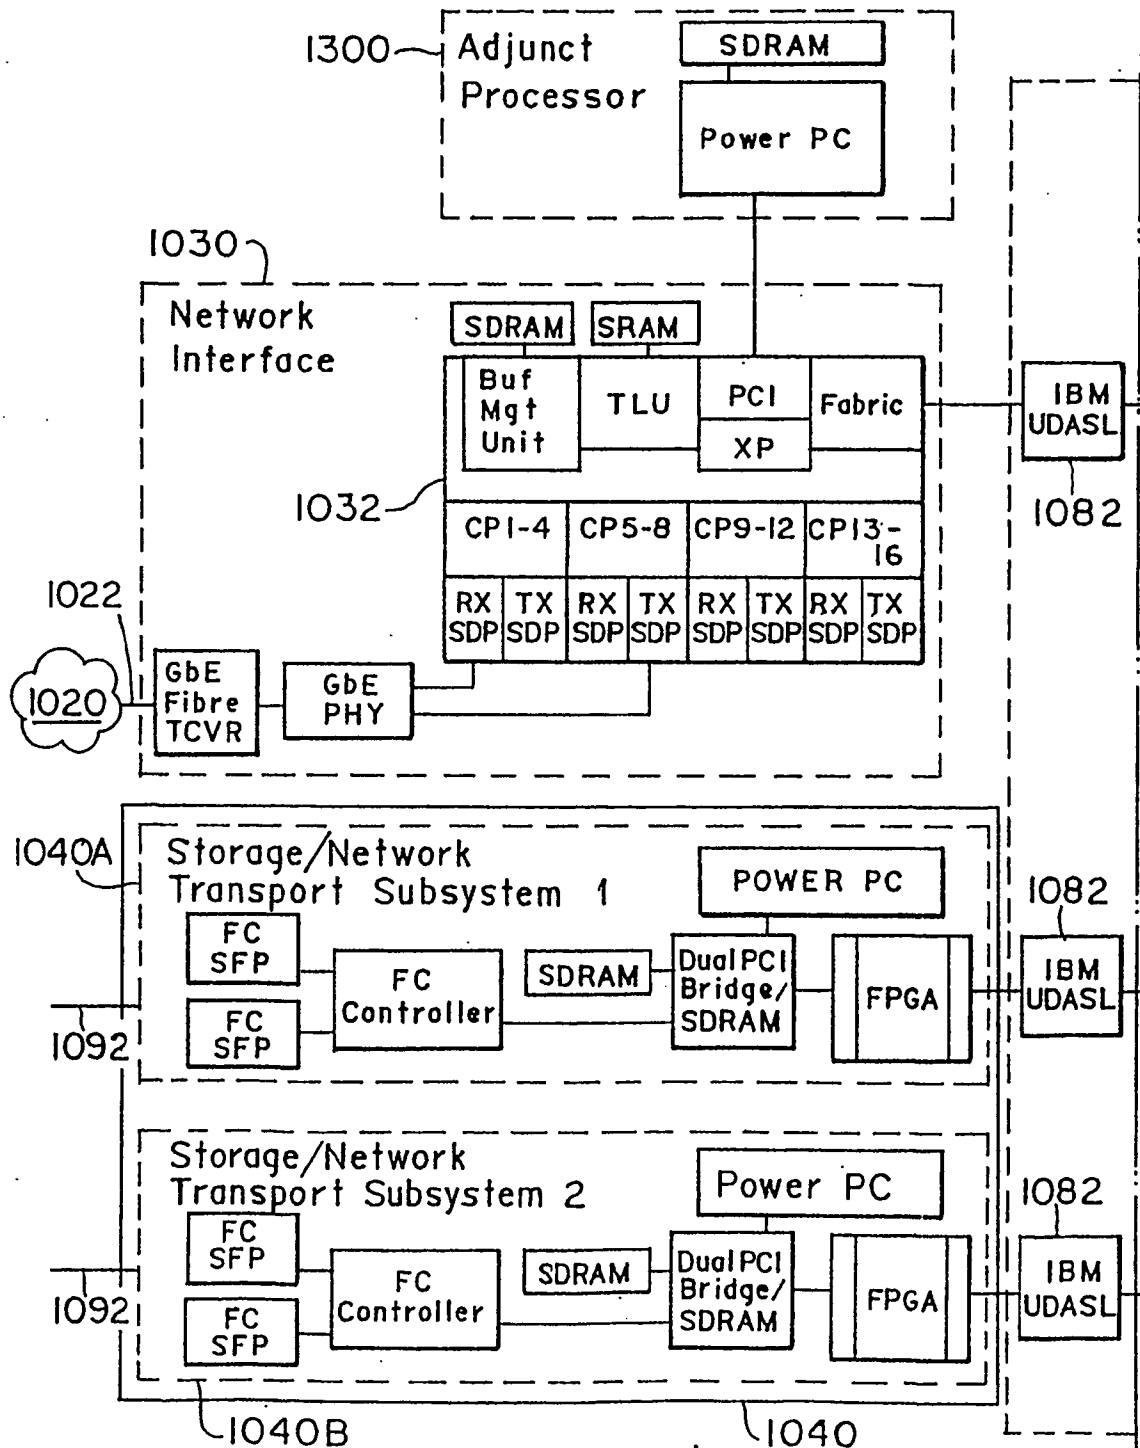 1300
Adjunct
Processor
SDRAM
Power PC
1030
Network
Interface
SDRAM
SRAM
Buf
Mgt
Unit
TLU
PCI
XP
Fabric
IBM
UDASL
1082
1032
CP1-4
CP5-8
CP9-12
CP13-
16
RX
SDP
TX
SDP
RX
SDP
TX
SDP
RX
SDP
TX
SDP
RX
SDP
TX
SDP
1022
1020
GbE
Fibre
TCVR
GbE
PHY
1040A
Storage/Network
Transport Subsystem 1
POWER PC
FC
SFP
FC
SFP
FC
Controller
SDRAM
Dual PCI
Bridge/
SDRAM
FPGA
1082
IBM
UDASL
1092
Storage/Network
Transport Subsystem 2
Power PC
FC
SFP
FC
SFP
FC
Controller
SDRAM
Dual PCI
Bridge/
SDRAM
FPGA
1082
IBM
UDASL
1092
1040B
1040